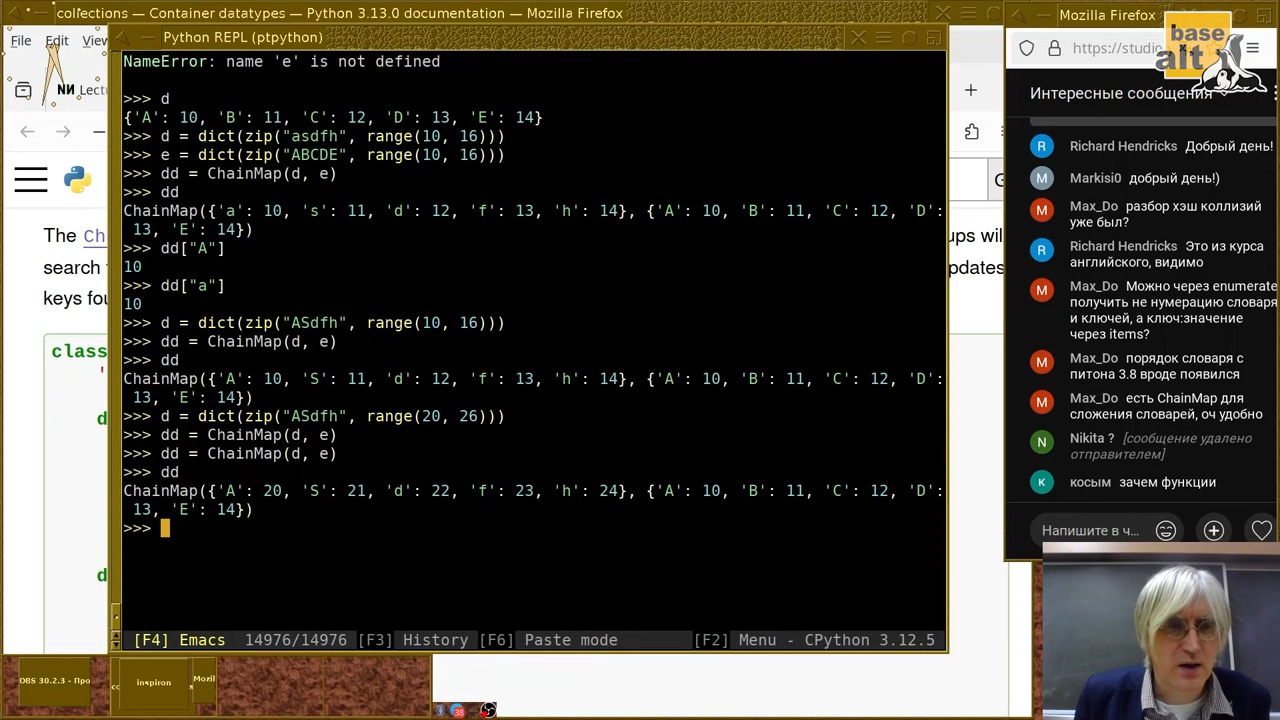 collections — Container datatypes — Python 3.13.0 documentation — Mozilla Firefox
Mozilla Firefox
File Edit View
Python REPL (ptpython)
NameError: name 'e' is not defined
>>> d
{'A': 10, 'B': 11, 'C': 12, 'D': 13, 'E': 14}
>>> d = dict(zip("asdfh", range(10, 16)))
>>> e = dict(zip("ABCDE", range(10, 16)))
>>> dd = ChainMap(d, e)
>>> dd
ChainMap({'a': 10, 's': 11, 'd': 12, 'f': 13, 'h': 14}, {'A': 10, 'B': 11, 'C': 12, 'D':
13, 'E': 14})
>>> dd["A"]
10
>>> dd["a"]
10
>>> d = dict(zip("ASdfh", range(10, 16)))
>>> dd = ChainMap(d, e)
>>> dd
ChainMap({'A': 10, 'S': 11, 'd': 12, 'f': 13, 'h': 14}, {'A': 10, 'B': 11, 'C': 12, 'D':
13, 'E': 14})
>>> d = dict(zip("ASdfh", range(20, 26)))
>>> dd = ChainMap(d, e)
>>> dd = ChainMap(d, e)
>>> dd
ChainMap({'A': 20, 'S': 21, 'd': 22, 'f': 23, 'h': 24}, {'A': 10, 'B': 11, 'C': 12, 'D':
13, 'E': 14})
>>>
[F4] Emacs 14976/14976 [F3] History [F6] Paste mode [F2] Menu - CPython 3.12.5
The Ch
search
keys fou
class
d
d
ups wil
pdates
base
alt
https://studio
Интересные сообщения
Richard Hendricks Добрый день!
Markisi0 добрый день!)
Max_Do разбор хэш коллизий
уже был?
Richard Hendricks Это из курса
английского, видимо
Max_Do Можно через enumerate
получить не нумерацию словаря
и ключей, а ключ:значение
через items?
Max_Do порядок словаря с
питона 3.8 вроде появился
Max_Do есть ChainMap для
сложения словарей, оч удобно
Nikita ? [сообщение удалено
отправителем]
косым зачем функции
Напишите в ч...
DBS 30.2.3 - Про
inspiron
Mozil
38